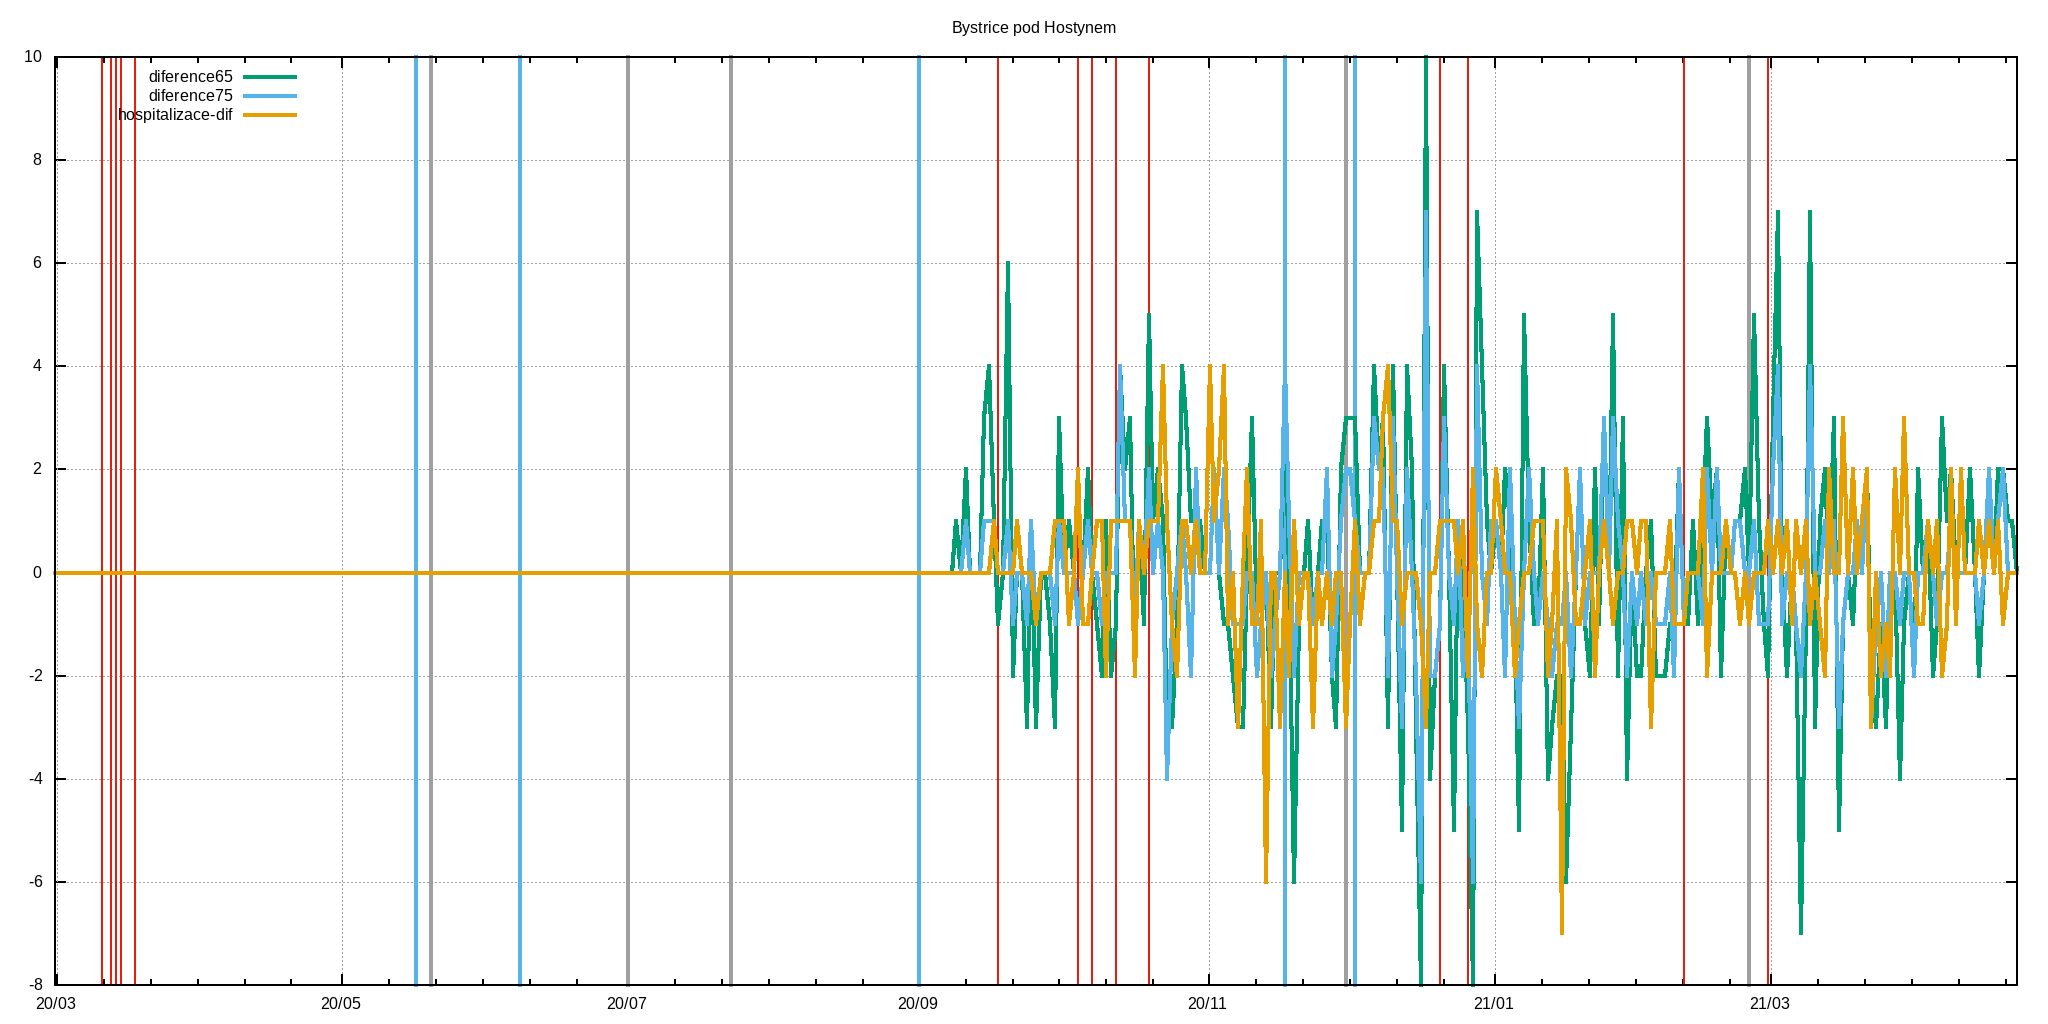 Bystrice pod Hostynem
diference65
diference75
hospitalizace-dif
10
8
6
4
2
0
-2
-4
-6
-8
20/03 20/05 20/07 20/09 20/11 21/01 21/03